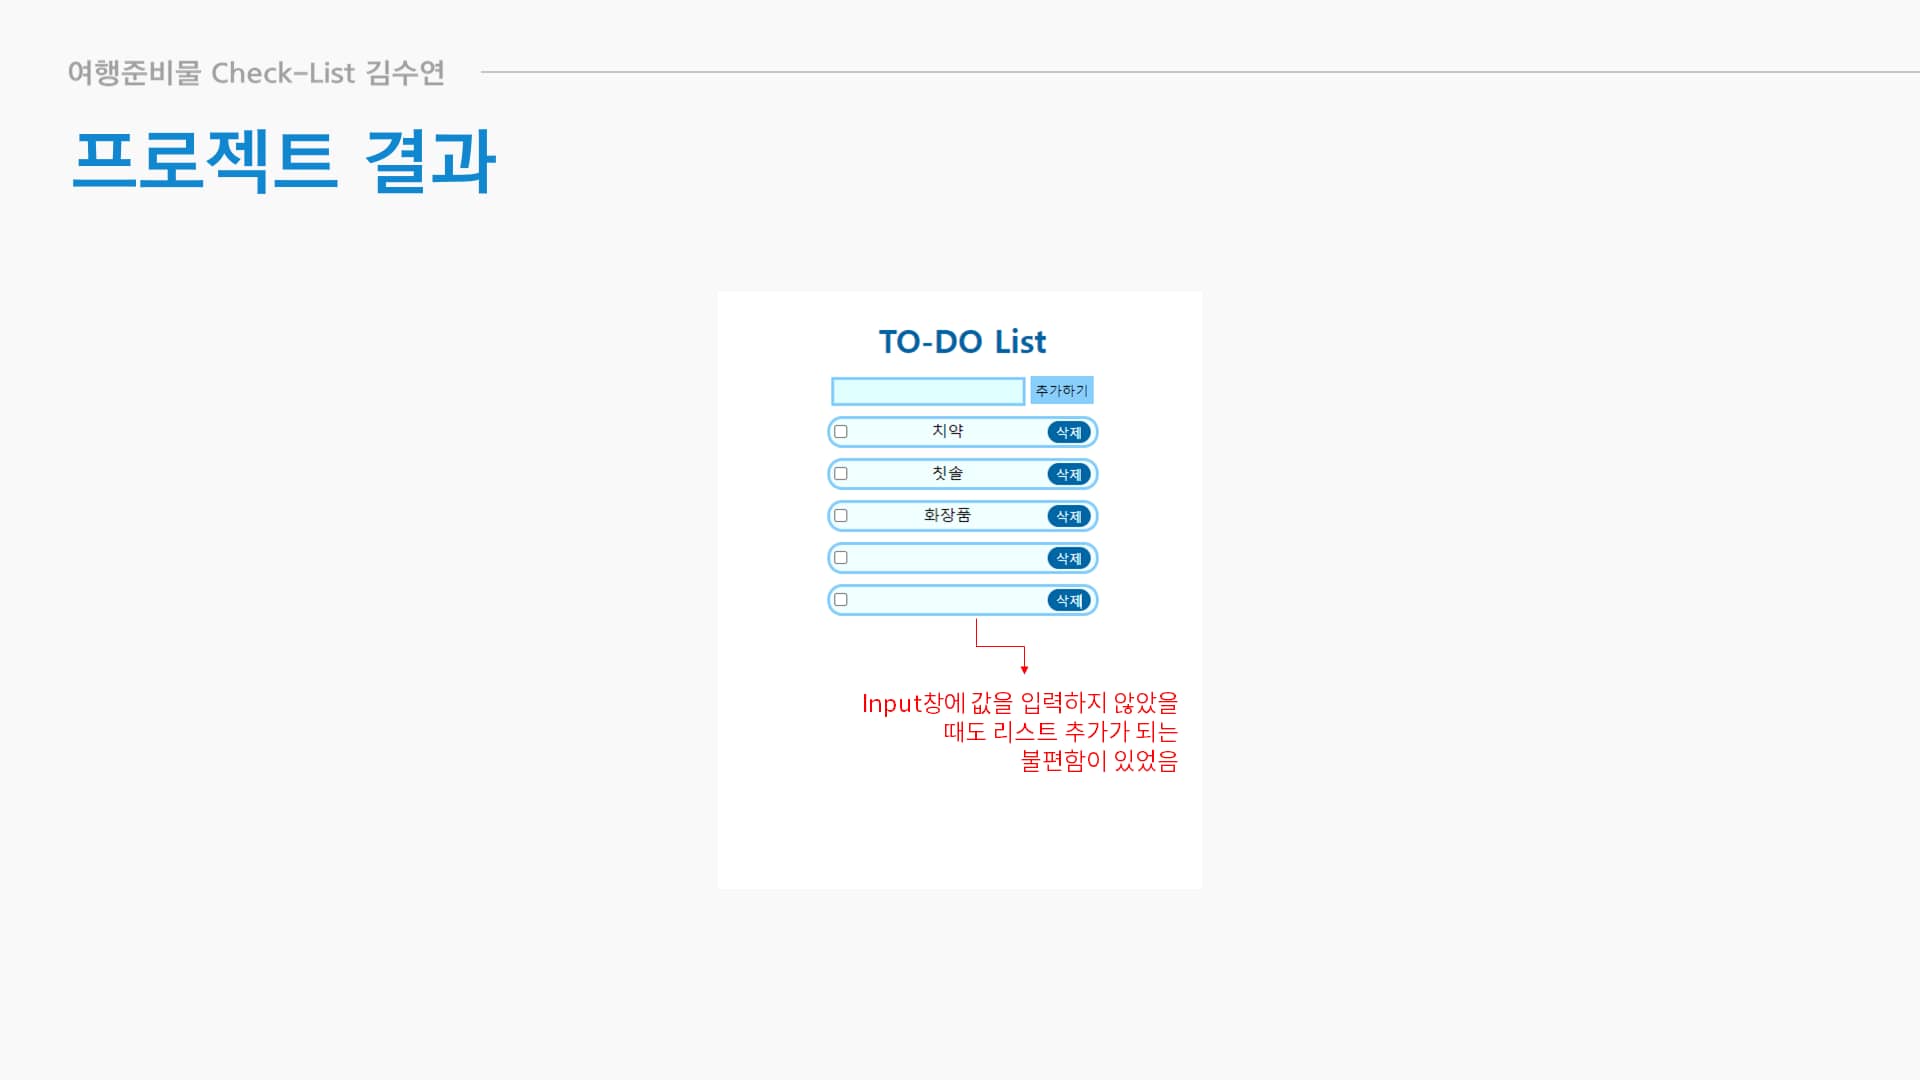 여행준비물 Check-List 김수연
프로젝트 결과
TO-DO List
추가하기
치약 삭제
칫솔 삭제
화장품 삭제
삭제
삭제
Input창에 값을 입력하지 않았을
때도 리스트 추가가 되는
불편함이 있었음